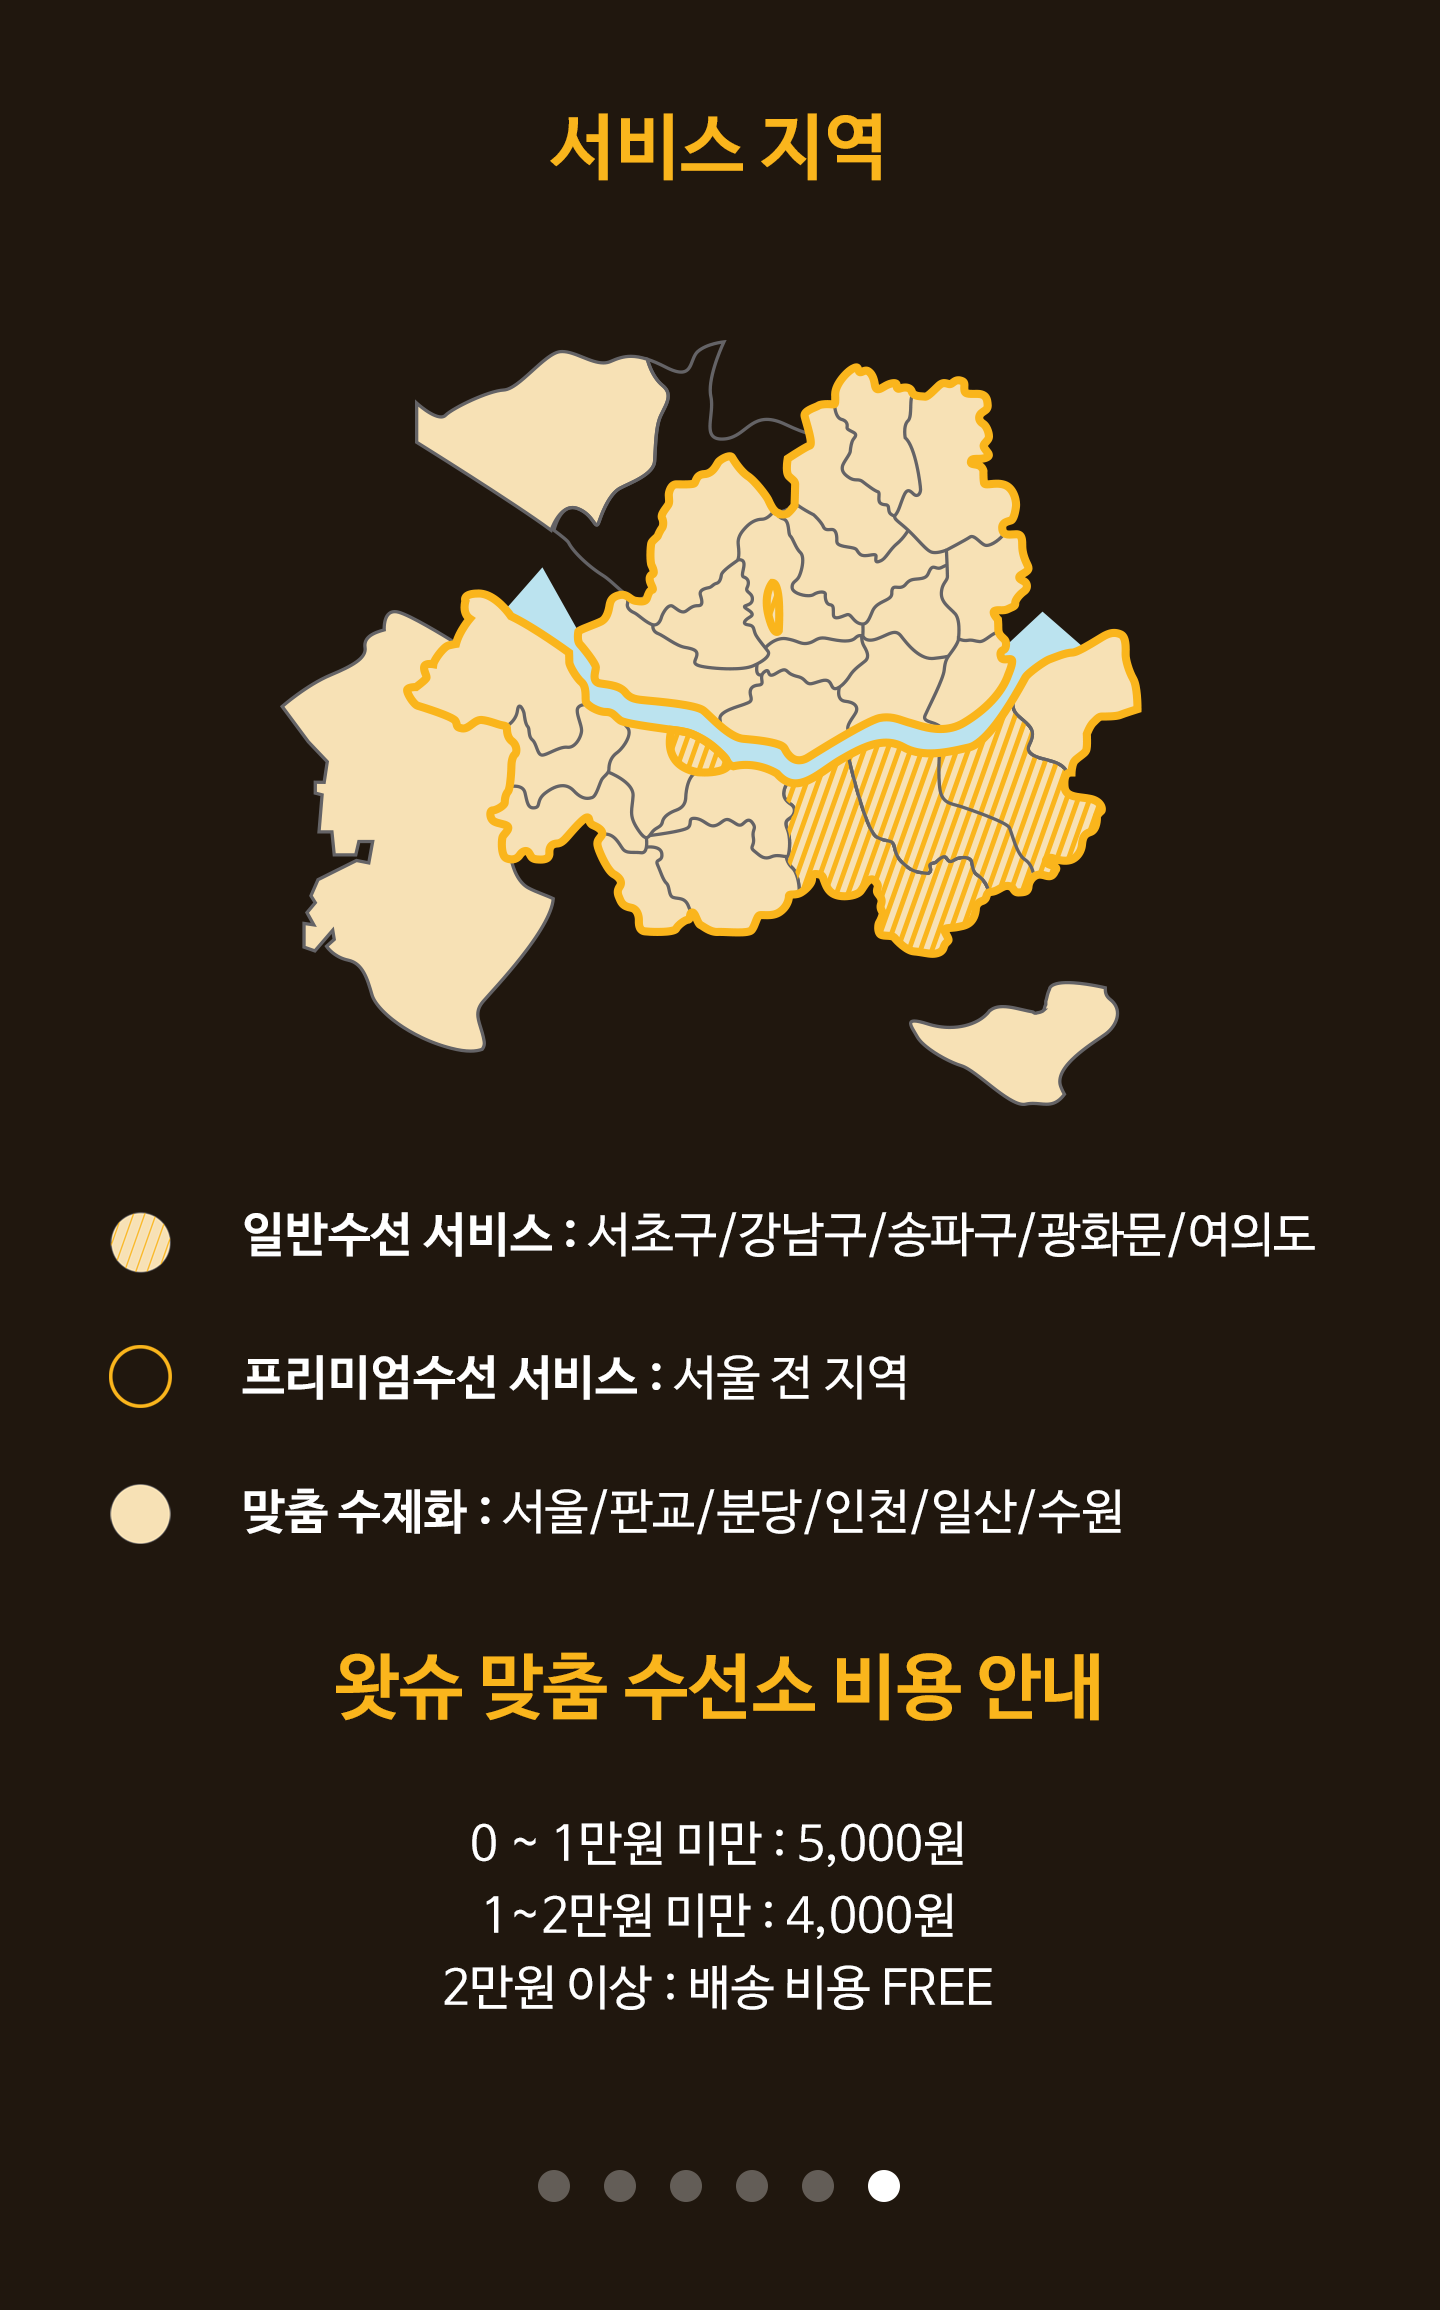 서비스 지역
일반수선 서비스 : 서초구/강남구/송파구/광화문/여의도
프리미엄수선 서비스 : 서울 전 지역
맞춤 수제화 : 서울/판교/분당/인천/일산/수원
왓슈 맞춤 수선소 비용 안내
0 ~ 1만원 미만 : 5,000원
1~2만원 미만 : 4,000원
2만원 이상 : 배송 비용 FREE